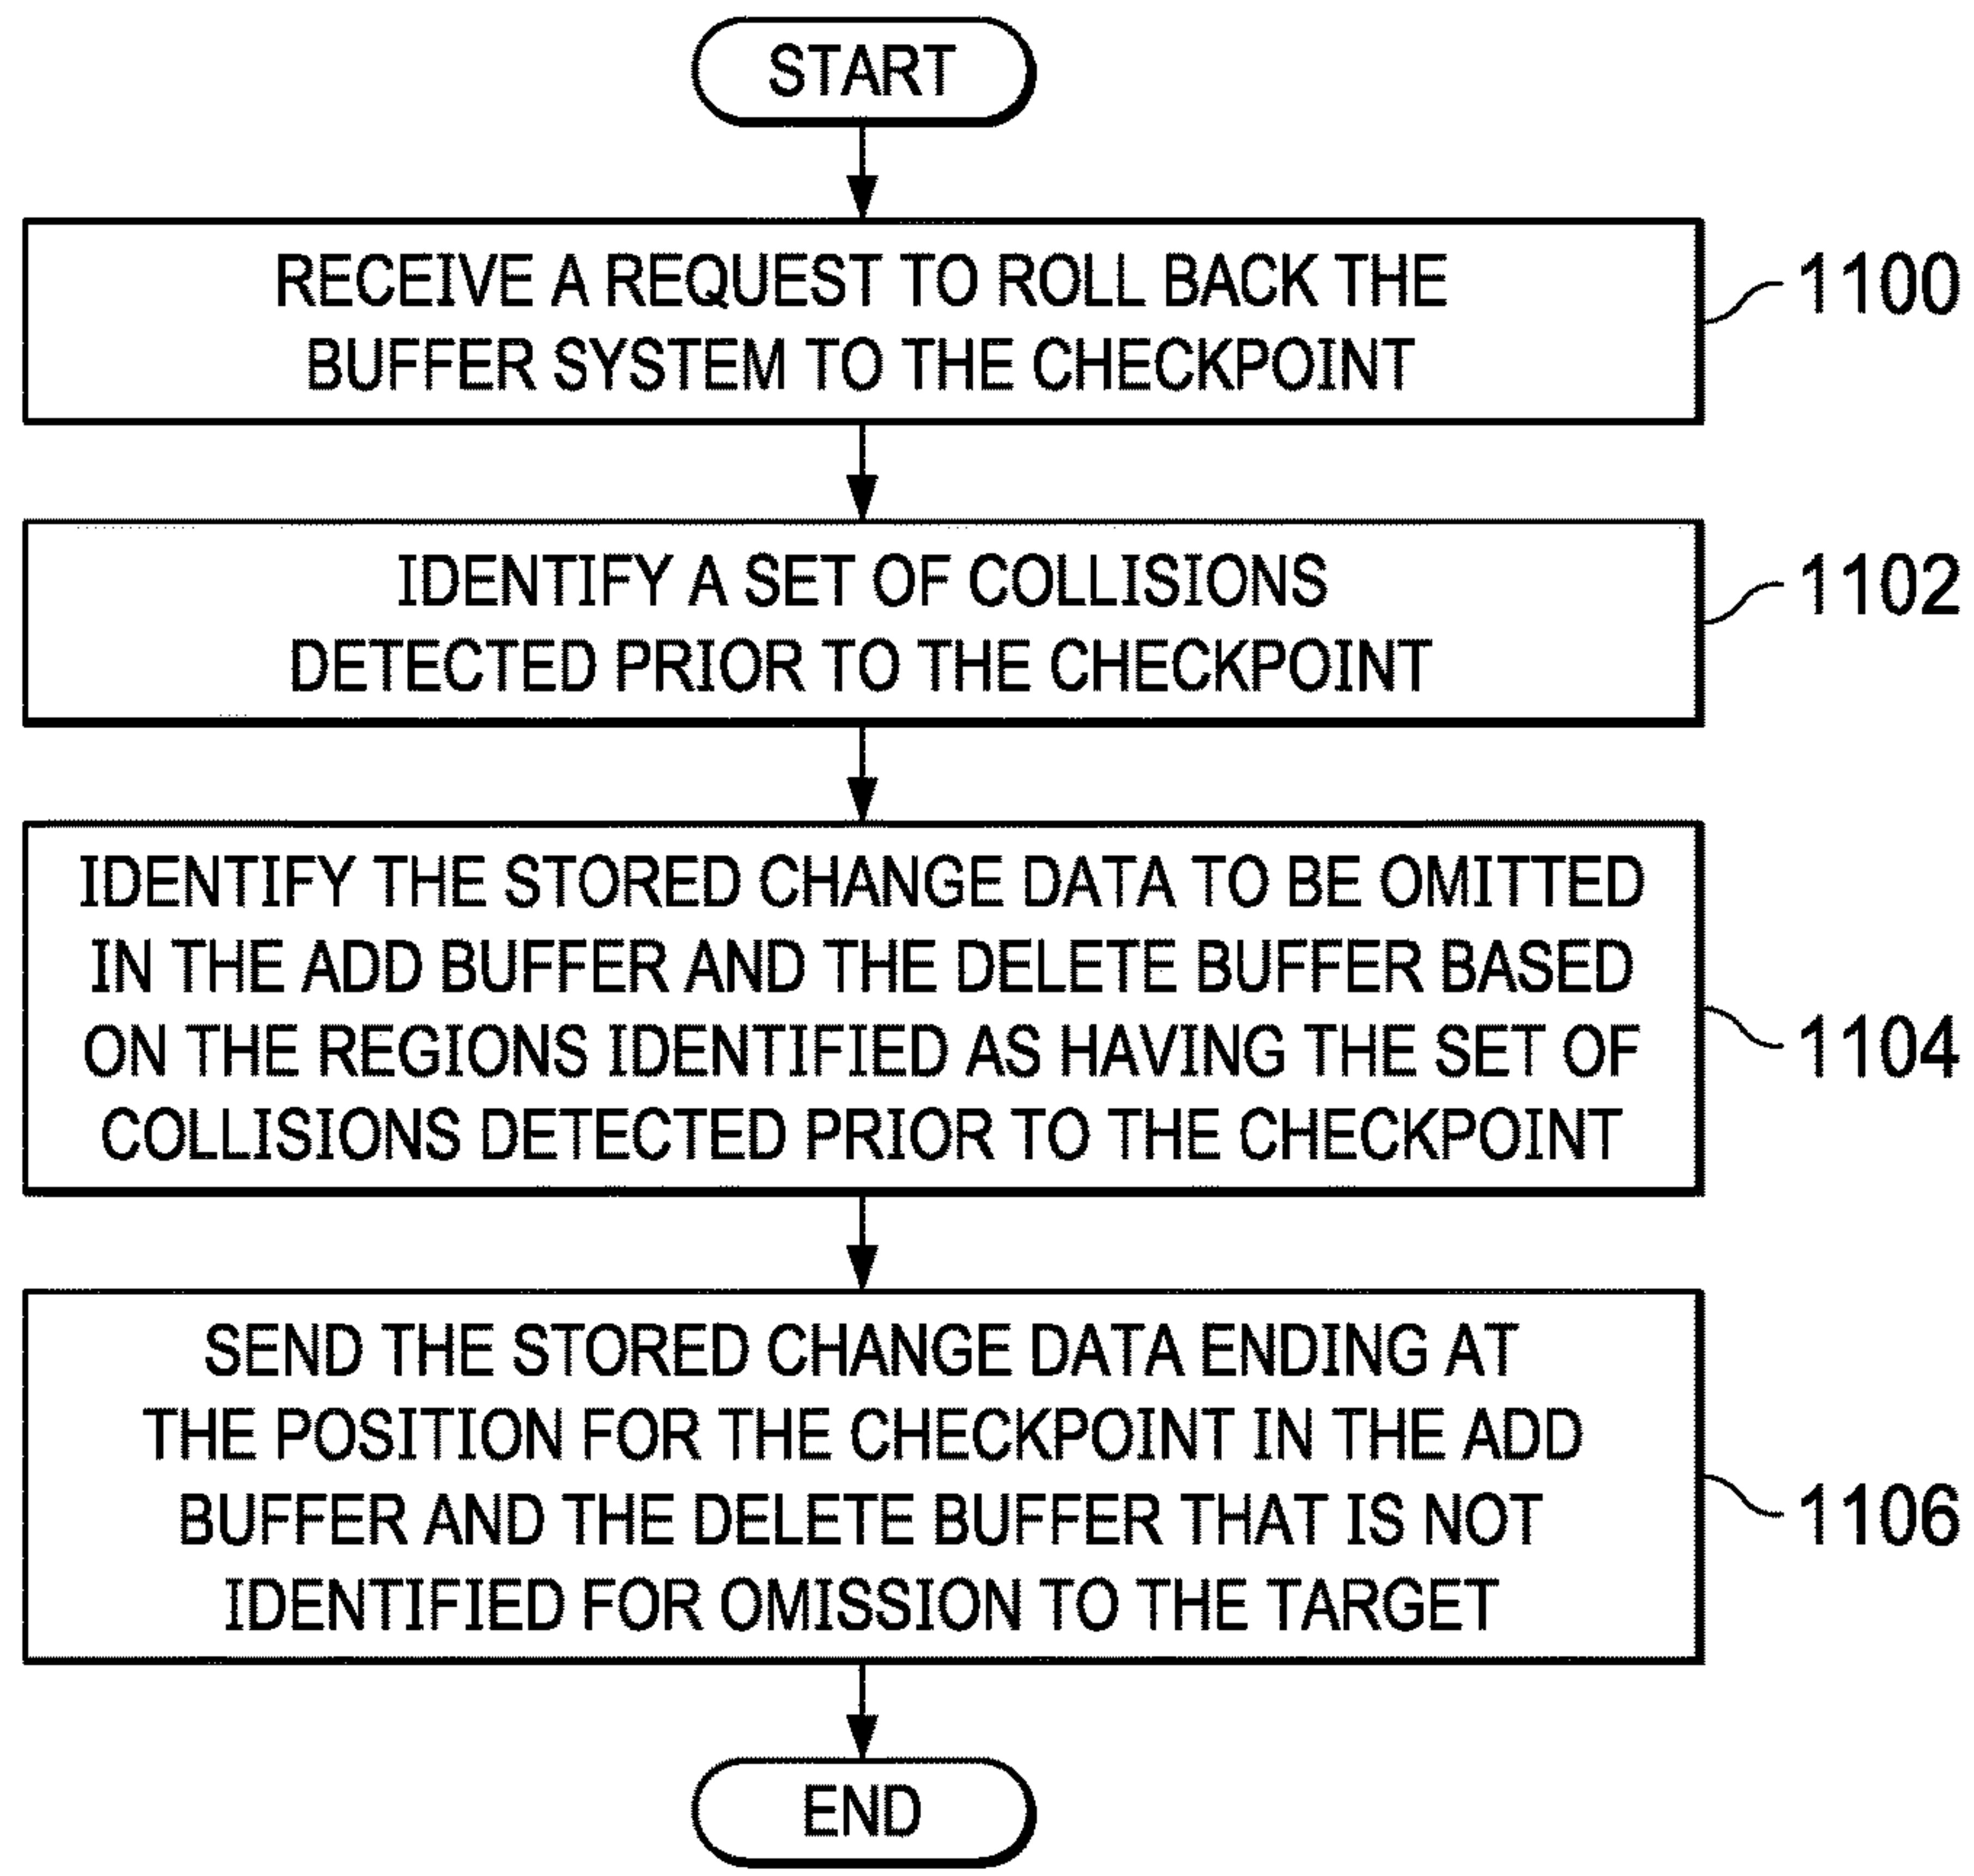 START
RECEIVE A REQUEST TO ROLL BACK THE
BUFFER SYSTEM TO THE CHECKPOINT
1100
IDENTIFY A SET OF COLLISIONS
DETECTED PRIOR TO THE CHECKPOINT
1102
IDENTIFY THE STORED CHANGE DATA TO BE OMITTED
IN THE ADD BUFFER AND THE DELETE BUFFER BASED
ON THE REGIONS IDENTIFIED AS HAVING THE SET OF
COLLISIONS DETECTED PRIOR TO THE CHECKPOINT
1104
SEND THE STORED CHANGE DATA ENDING AT
THE POSITION FOR THE CHECKPOINT IN THE ADD
BUFFER AND THE DELETE BUFFER THAT IS NOT
IDENTIFIED FOR OMISSION TO THE TARGET
1106
END